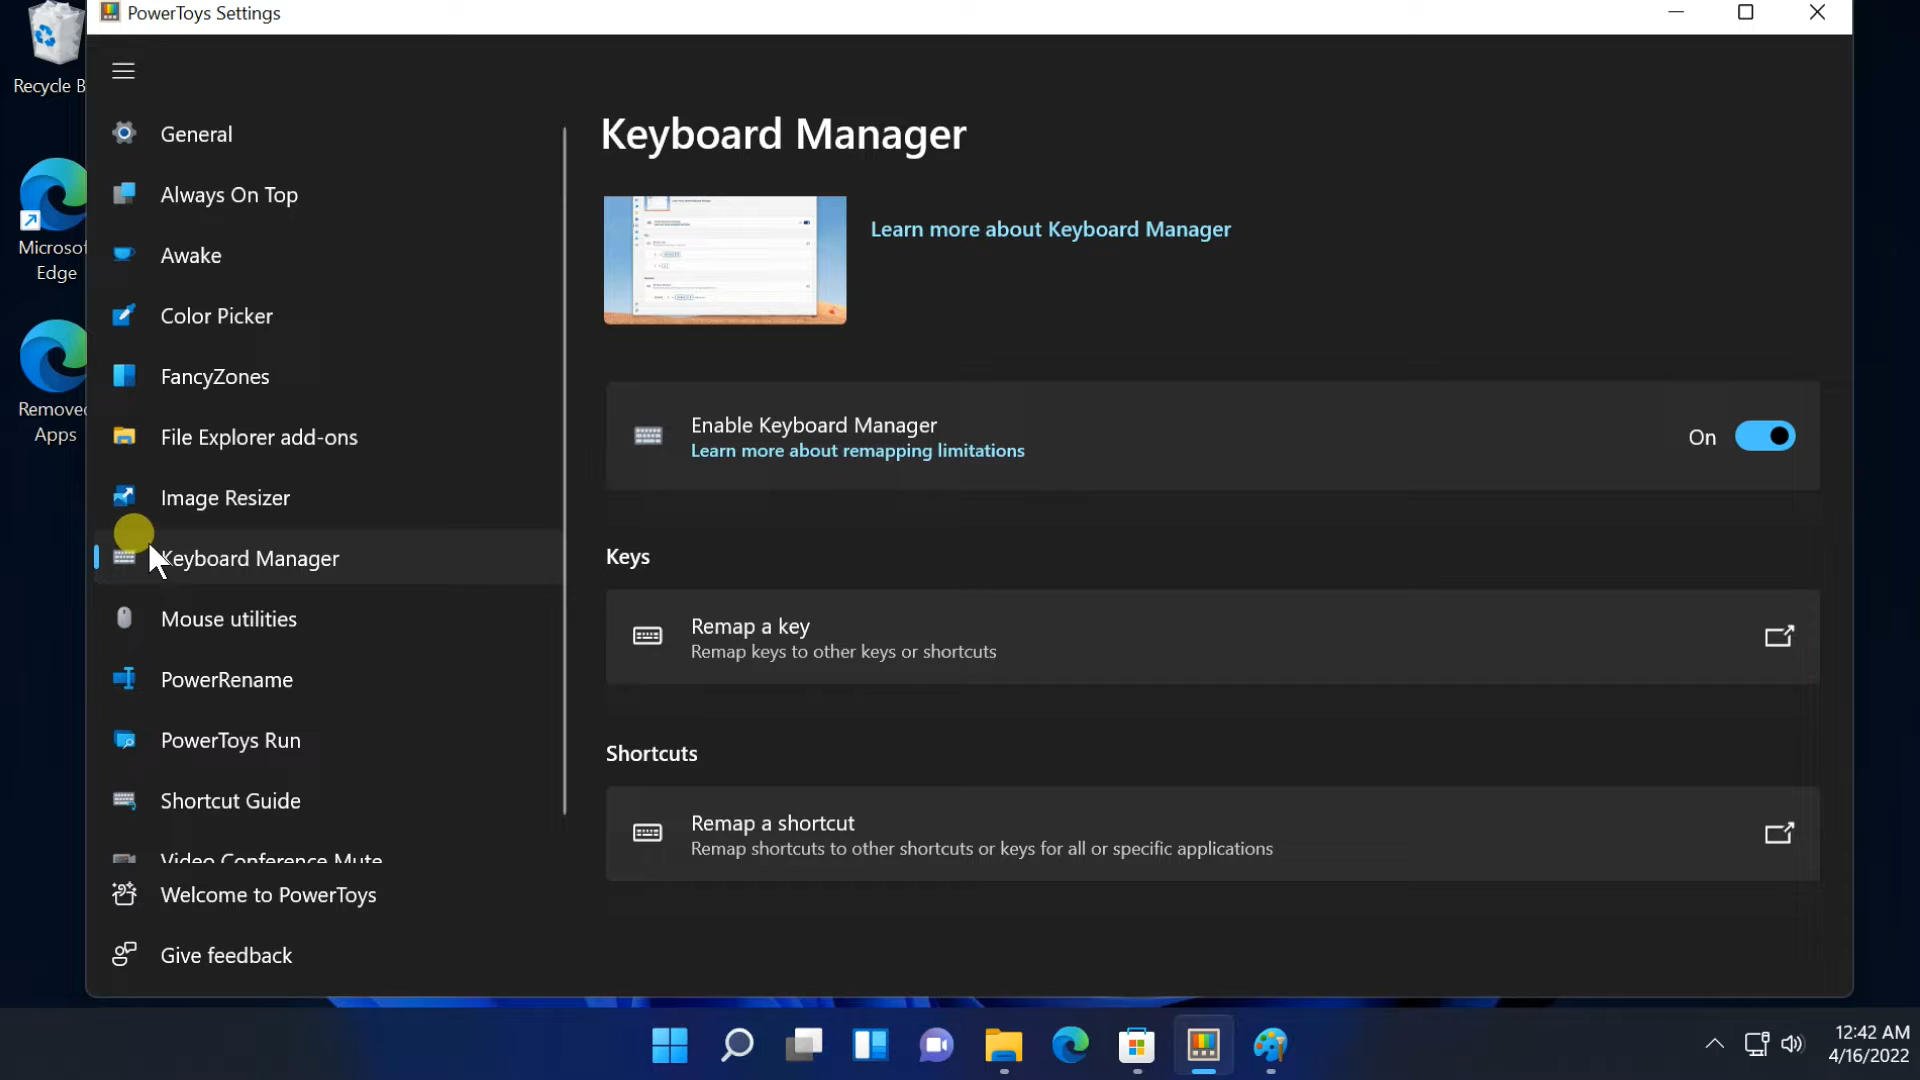 PowerToys Settings
Recycle B
Microsof
Edge
Removed
Apps
General
Always On Top
Awake
Color Picker
FancyZones
File Explorer add-ons
Image Resizer
Keyboard Manager
Mouse utilities
PowerRename
PowerToys Run
Shortcut Guide
Video Conference Mute
Welcome to PowerToys
Give feedback
Keyboard Manager
Learn more about Keyboard Manager
Enable Keyboard Manager
Learn more about remapping limitations
On
Keys
Remap a key
Remap keys to other keys or shortcuts
Shortcuts
Remap a shortcut
Remap shortcuts to other shortcuts or keys for all or specific applications
12:42 AM
4/16/2022